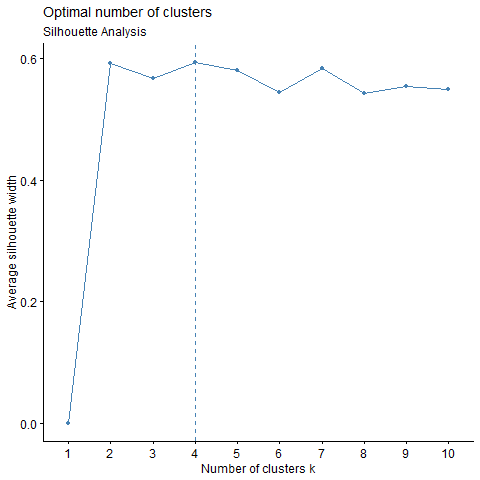 Optimal number of clusters
Silhouette Analysis
Average silhouette width
0.6
0.4
0.2
0.0
1 2 3 4 5 6 7 8 9 10
Number of clusters k